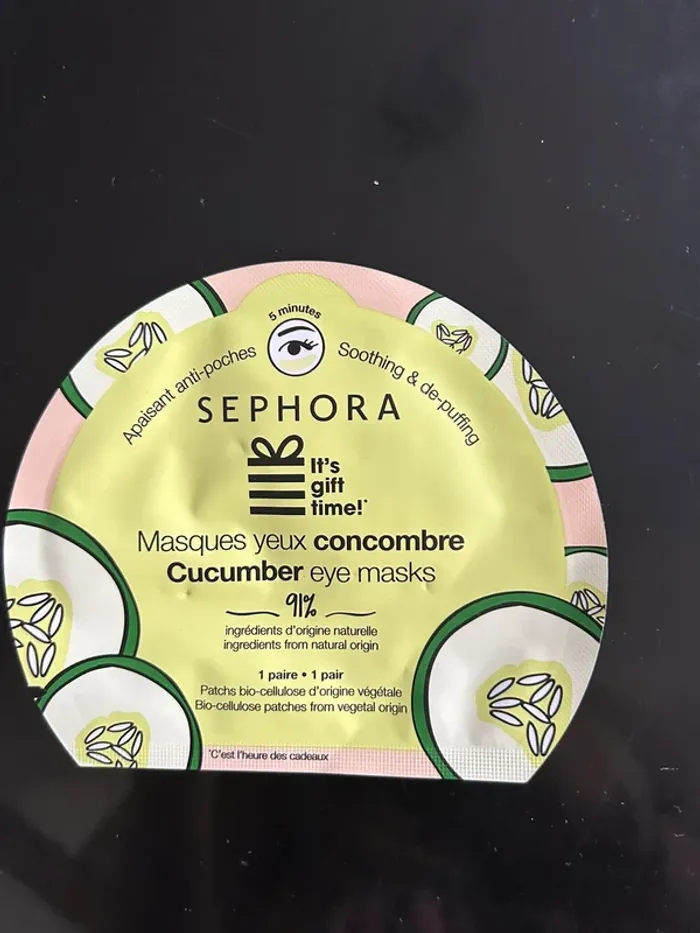 5 minutes
Apaisant anti-poches
Soothing & de-puffing
SEPHORA
It's
gift
time!*
Masques yeux concombre
Cucumber eye masks
91%
ingrédients d'origine naturelle
ingredients from natural origin
1 paire • 1 pair
Patchs bio-cellulose d'origine végétale
Bio-cellulose patches from vegetal origin
*C'est l'heure des cadeaux